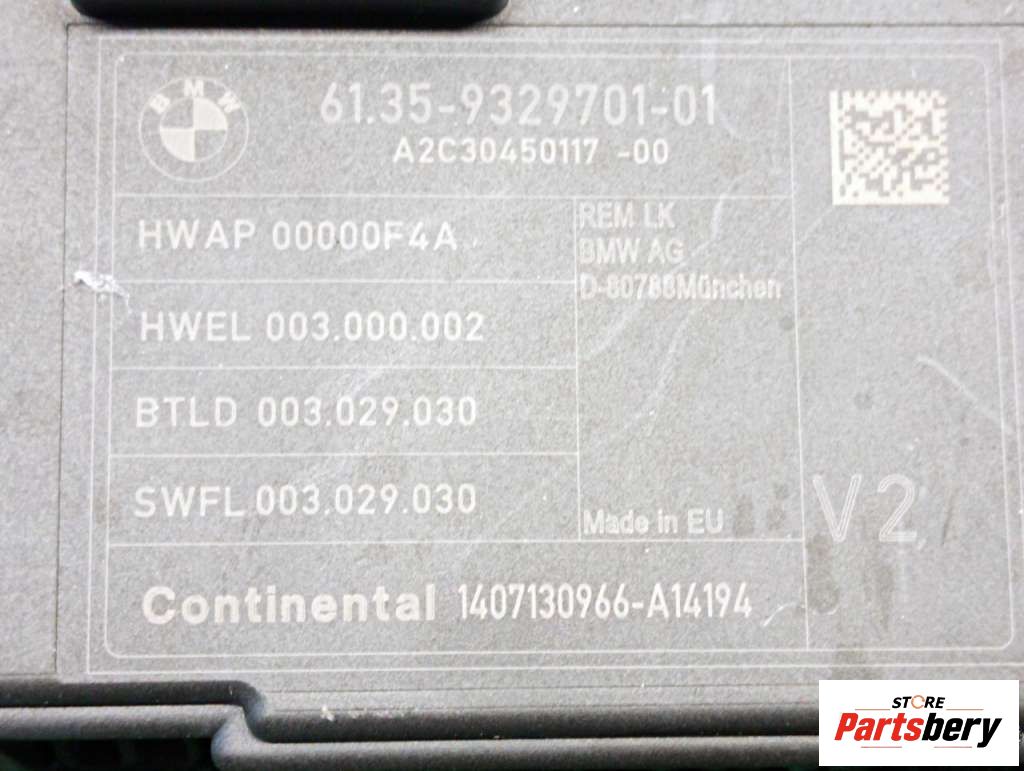 BMW
61.35-9329701-01
A2C30450117 -00
HWAP 00000F4A
REM LK
BMW AG
D-80788München
HWEL 003.000.002
BTLD 003.029.030
SWFL 003.029.030
Made in EU
V2
Continental 1407130966-A14194
STORE
Partsbery